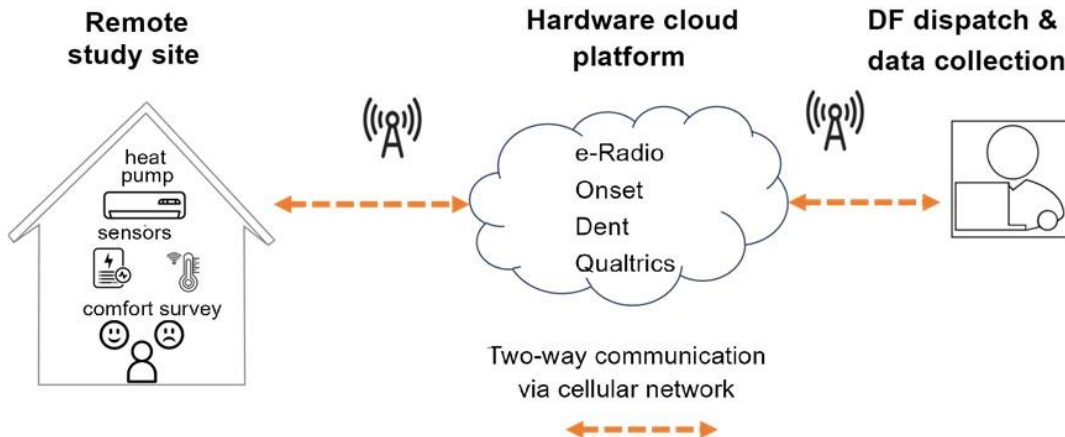 Remote
study site
Hardware cloud
platform
DF dispatch &
data collection
heat
pump
sensors
comfort survey
e-Radio
Onset
Dent
Qualtrics
Two-way communication
via cellular network